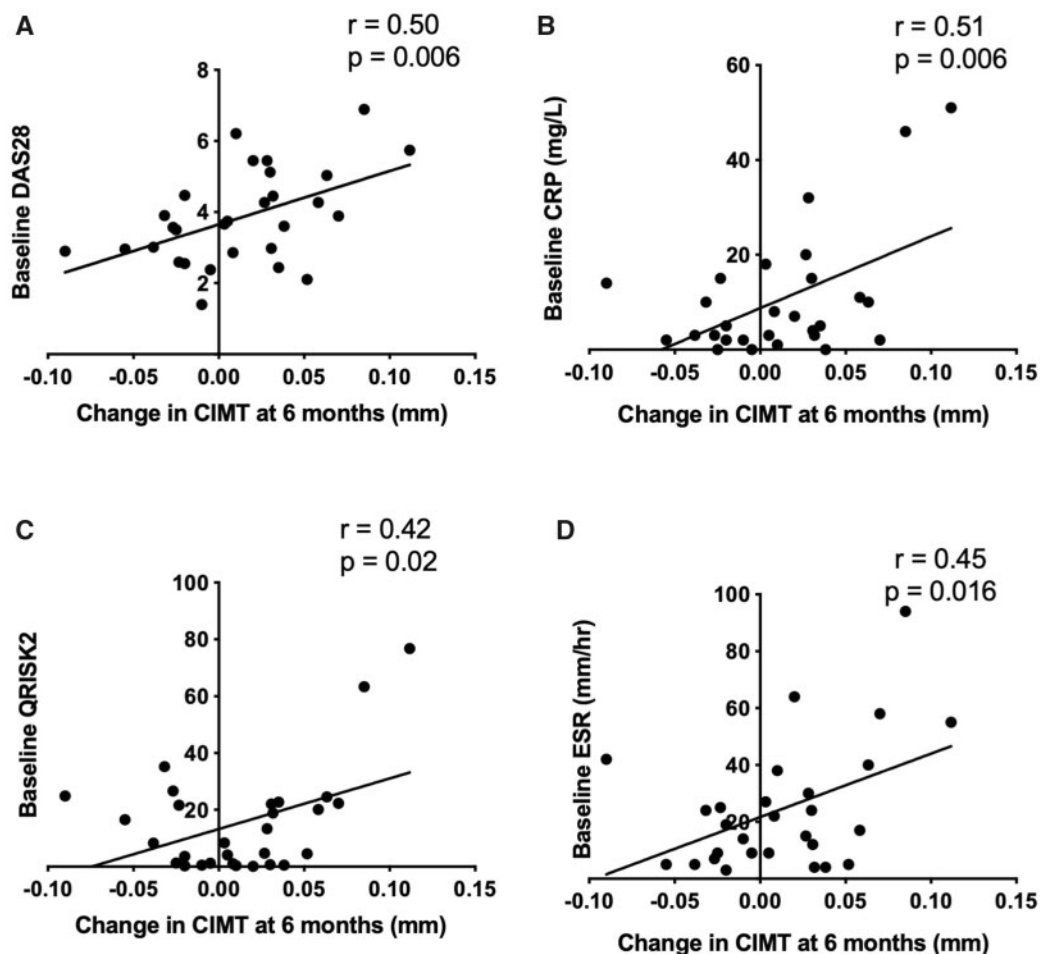 A
r = 0.50
p = 0.006
8
6
4
2
Baseline DAS28
-0.10
-0.05
0.00
0.05
0.10
0.15
Change in CIMT at 6 months (mm)
B
r = 0.51
p = 0.006
60
40
20
Baseline CRP (mg/L)
-0.10
-0.05
0.00
0.05
0.10
0.15
Change in CIMT at 6 months (mm)
C
r = 0.42
p = 0.02
100
80
60
40
20
Baseline QRISK2
-0.10
-0.05
0.00
0.05
0.10
0.15
Change in CIMT at 6 months (mm)
D
r = 0.45
p = 0.016
100
80
60
40
20
Baseline ESR (mm/hr)
-0.10
-0.05
0.00
0.05
0.10
0.15
Change in CIMT at 6 months (mm)